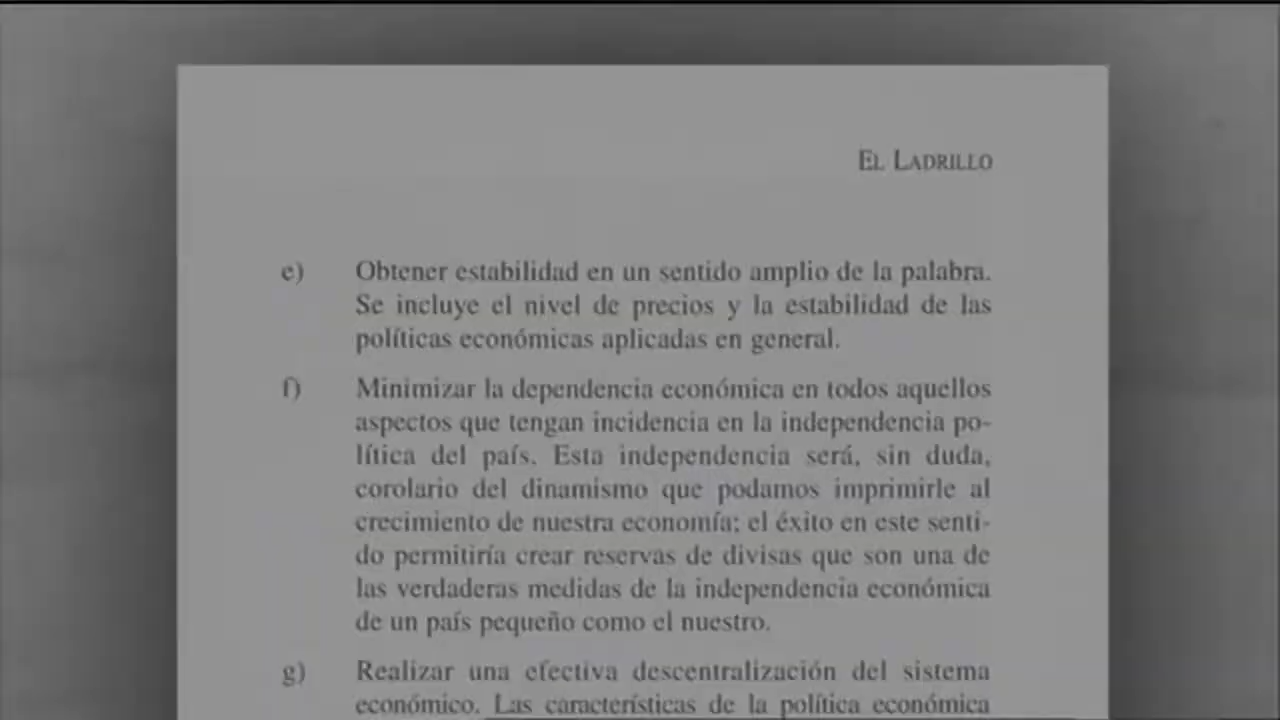 EL LADRILLO
e) Obtener estabilidad en un sentido amplio de la palabra.
Se incluye el nivel de precios y la estabilidad de las
políticas económicas aplicadas en general.
f) Minimizar la dependencia económica en todos aquellos
aspectos que tengan incidencia en la independencia po-
lítica del país. Esta independencia será, sin duda,
corolario del dinamismo que podamos imprimirle al
crecimiento de nuestra economía; el éxito en este senti-
do permitiría crear reservas de divisas que son una de
las verdaderas medidas de la independencia económica
de un país pequeño como el nuestro.
g) Realizar una efectiva descentralización del sistema
económico. Las características de la política económica